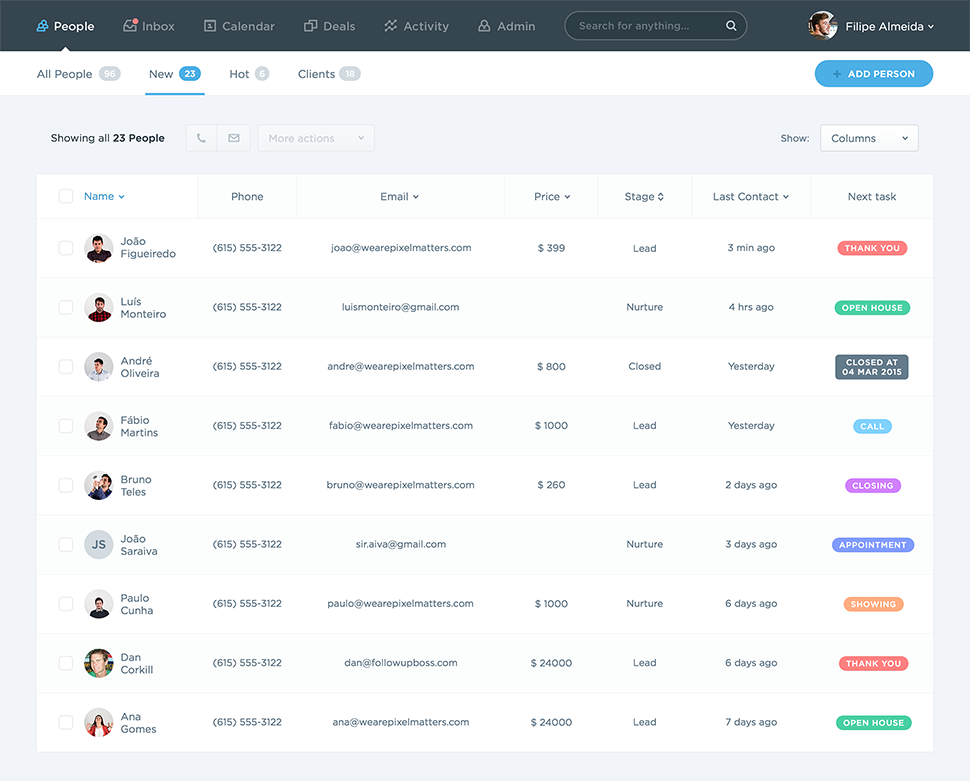 People Inbox Calendar Deals Activity Admin Search for anything... Filipe Almeida
All People 96 New 23 Hot 6 Clients 18 + ADD PERSON
Showing all 23 People More actions Show: Columns
Name Phone Email Price Stage Last Contact Next task
João
Figueiredo
(615) 555-3122 joao@wearepixelmatters.com $ 399 Lead 3 min ago THANK YOU
Luís
Monteiro
(615) 555-3122 luismonteiro@gmail.com Nurture 4 hrs ago OPEN HOUSE
André
Oliveira
(615) 555-3122 andre@wearepixelmatters.com $ 800 Closed Yesterday CLOSED AT
04 MAR 2015
Fábio
Martins
(615) 555-3122 fabio@wearepixelmatters.com $ 1000 Lead Yesterday CALL
Bruno
Teles
(615) 555-3122 bruno@wearepixelmatters.com $ 260 Lead 2 days ago CLOSING
JS
João
Saraiva
(615) 555-3122 sir.aiva@gmail.com Nurture 3 days ago APPOINTMENT
Paulo
Cunha
(615) 555-3122 paulo@wearepixelmatters.com $ 1000 Nurture 6 days ago SHOWING
Dan
Corkill
(615) 555-3122 dan@followupboss.com $ 24000 Lead 6 days ago THANK YOU
Ana
Gomes
(615) 555-3122 ana@wearepixelmatters.com $ 24000 Lead 7 days ago OPEN HOUSE